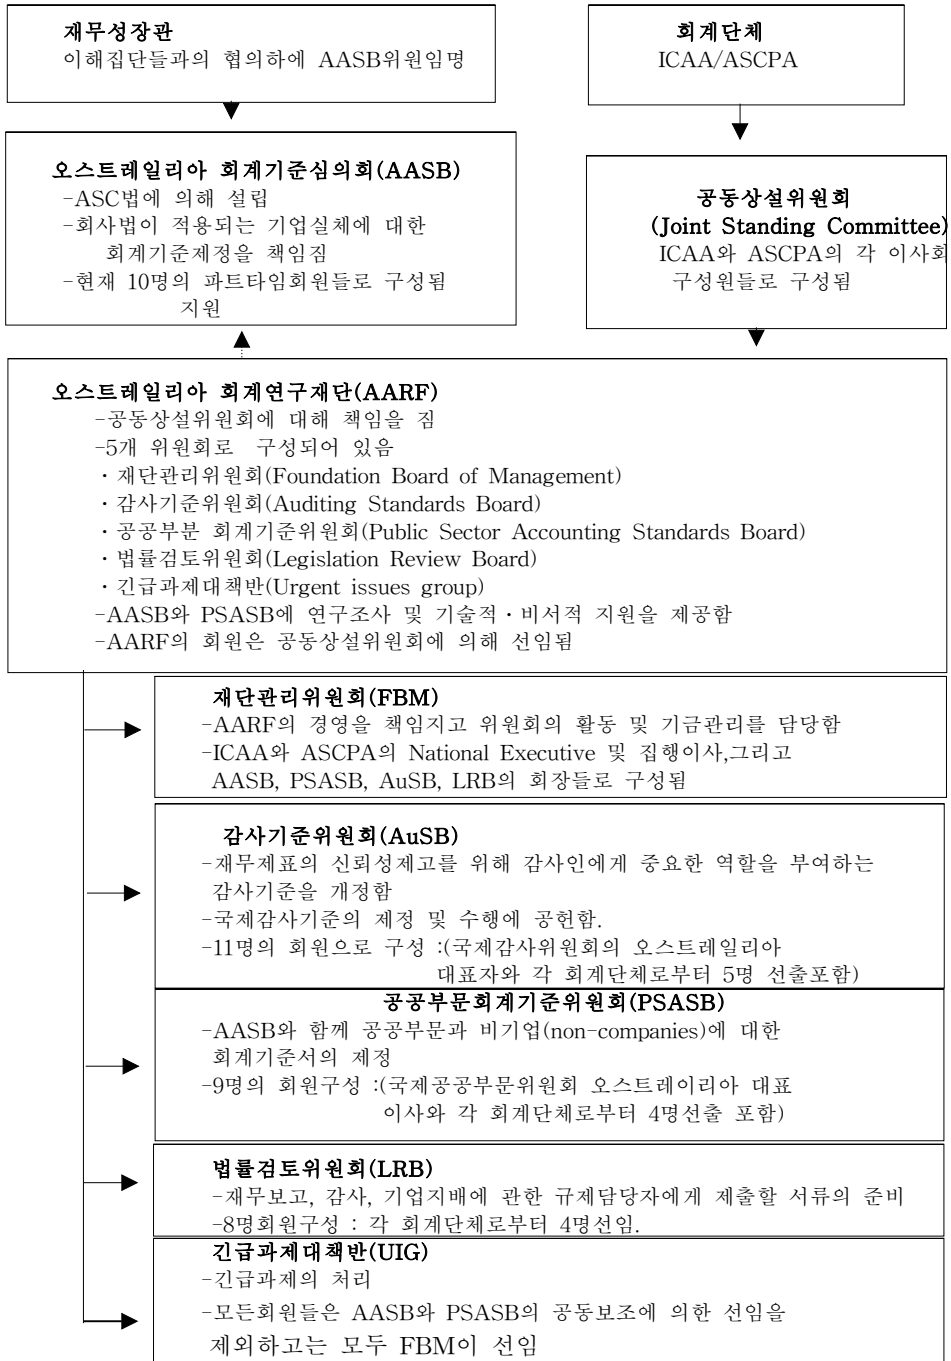 재무성장관
이해집단들과의 협의하에 AASB위원임명
회계단체
ICAA/ASCPA
오스트레일리아 회계기준심의회(AASB)
-ASC법에 의해 설립
-회사법이 적용되는 기업실체에 대한
회계기준제정을 책임짐
-현재 10명의 파트타임회원들로 구성됨
지원
공동상설위원회
(Joint Standing Committee)
ICAA와 ASCPA의 각 이사회
구성원들로 구성됨
오스트레일리아 회계연구재단(AARF)
-공동상설위원회에 대해 책임을 짐
-5개 위원회로 구성되어 있음
·재단관리위원회(Foundation Board of Management)
·감사기준위원회(Auditing Standards Board)
·공공부분 회계기준위원회(Public Sector Accounting Standards Board)
·법률검토위원회(Legislation Review Board)
·긴급과제대책반(Urgent issues group)
-AASB와 PSASB에 연구조사 및 기술적·비서적 지원을 제공함
-AARF의 회원은 공동상설위원회에 의해 선임됨
재단관리위원회(FBM)
-AARF의 경영을 책임지고 위원회의 활동 및 기금관리를 담당함
-ICAA와 ASCPA의 National Executive 및 집행이사,그리고
AASB, PSASB, AuSB, LRB의 회장들로 구성됨
감사기준위원회(AuSB)
-재무제표의 신뢰성제고를 위해 감사인에게 중요한 역할을 부여하는
감사기준을 개정함
-국제감사기준의 제정 및 수행에 공헌함.
-11명의 회원으로 구성 :(국제감사위원회의 오스트레일리아
대표자와 각 회계단체로부터 5명 선출포함)
공공부문회계기준위원회(PSASB)
-AASB와 함께 공공부문과 비기업(non-companies)에 대한
회계기준서의 제정
-9명의 회원구성 :(국제공공부문위원회 오스트레이리아 대표
이사와 각 회계단체로부터 4명선출 포함)
법률검토위원회(LRB)
-재무보고, 감사, 기업지배에 관한 규제담당자에게 제출할 서류의 준비
-8명회원구성 : 각 회계단체로부터 4명선임.
긴급과제대책반(UIG)
-긴급과제의 처리
-모든회원들은 AASB와 PSASB의 공동보조에 의한 선임을
제외하고는 모두 FBM이 선임